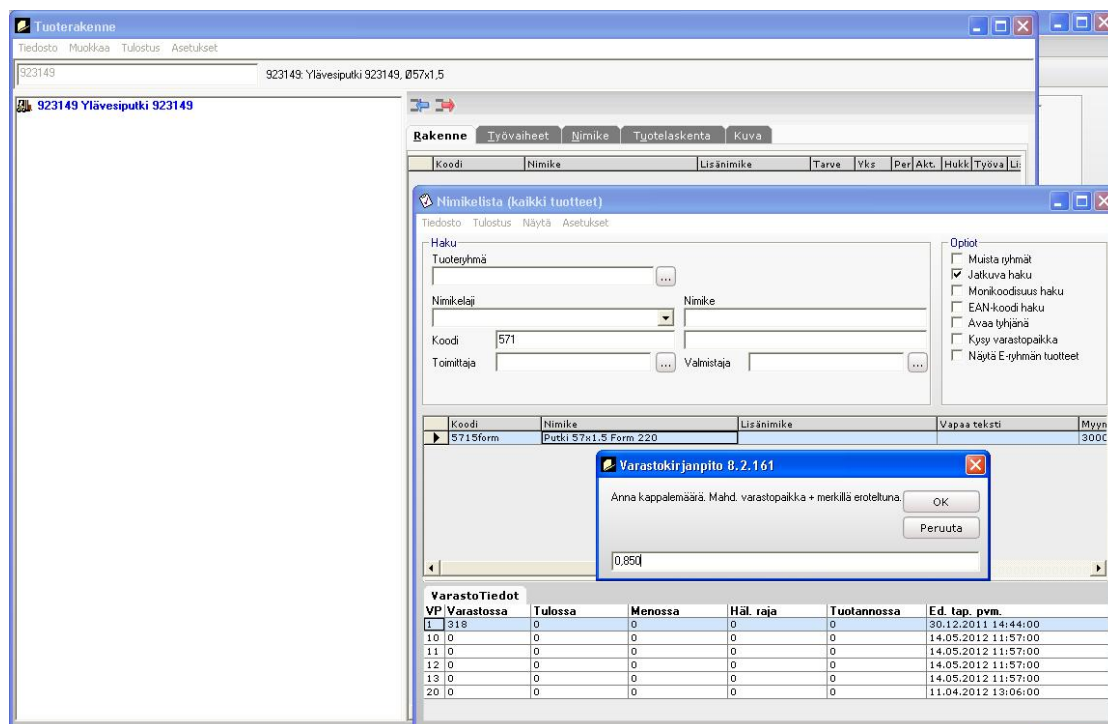 Tuoterakenne
Tiedosto Muokkaa Tulostus Asetukset
923149 923149: Ylävesiputki 923149, Ø57x1,5
923149 Ylävesiputki 923149
Rakenne Työvaiheet Nimike Tuotelaskenta Kuva
Koodi Nimike Lisänimike Tarve Yks Per Akt. Hukk Työva Li:
Nimikelista (kaikki tuotteet)
Tiedosto Tulostus Näytä Asetukset
Haku
Tuoteryhmä
...
Nimikelaji Nimike
Koodi 571
Toimittaja ... Valmistaja ...
Optiot
Muista ryhmät
Jatkuva haku
Monikoodisuus haku
EAN-koodi haku
Avaa tyhjänä
Kysy varastopaikka
Näytä E-ryhmän tuotteet
Koodi Nimike Lisänimike Vapaa teksti Myyn
5715form Putki 57x1.5 Form 220 3000
Varastokirjanpito 8.2.161
Anna kappalemäärä. Mahd. varastopaikka + merkillä eroteltuna.
OK
Peruuta
0,850
VarastoTiedot
VP Varastossa Tulossa Menossa Häl. raja Tuotannossa Ed. tap. pvm.
1 318 0 0 0 0 30.12.2011 14:44:00
10 0 0 0 0 0 14.05.2012 11:57:00
11 0 0 0 0 0 14.05.2012 11:57:00
12 0 0 0 0 0 14.05.2012 11:57:00
13 0 0 0 0 0 14.05.2012 11:57:00
20 0 0 0 0 0 11.04.2012 13:06:00